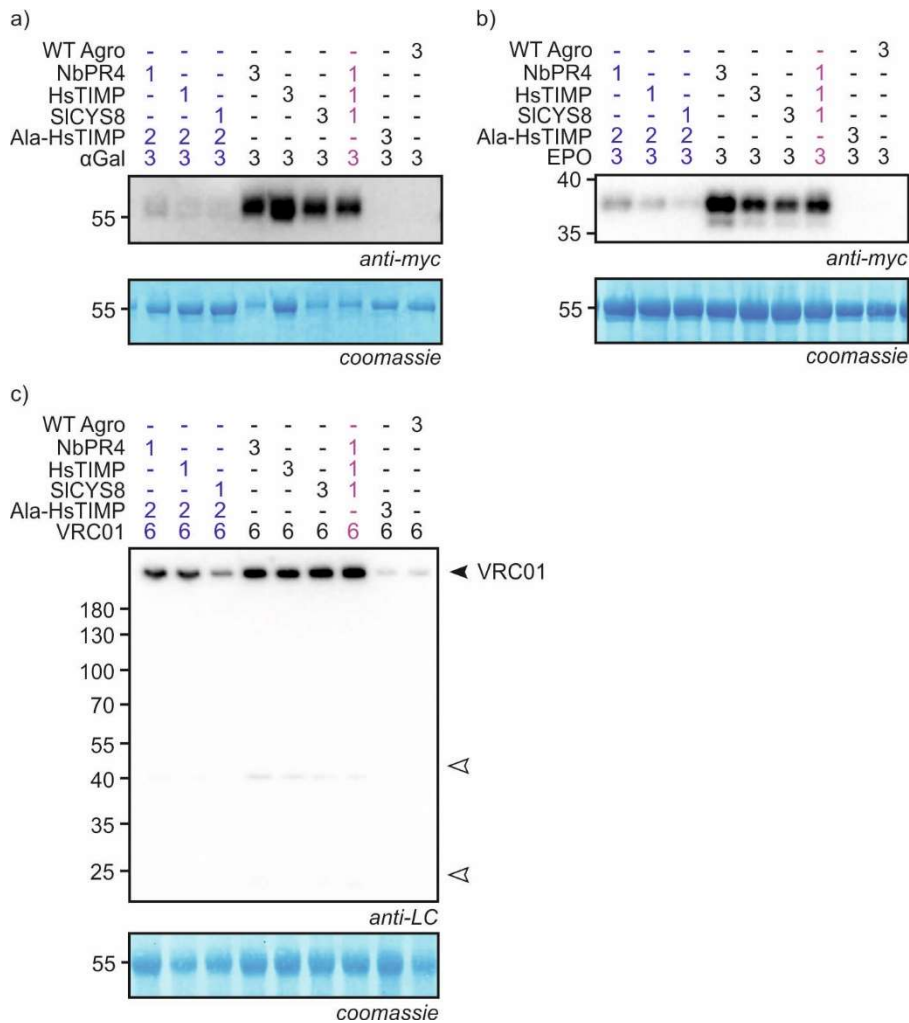 a)
WT Agro - - - - - - - - 3
NbPR4 1 - - 3 - - 1 - -
HsTIMP - 1 - - 3 - 1 - -
SlCYS8 - - 1 - - 3 1 - -
Ala-HsTIMP 2 2 2 - - - - 3 -
αGal 3 3 3 3 3 3 3 3 3
55
anti-myc
55
coomassie
b)
WT Agro - - - - - - - - 3
NbPR4 1 - - 3 - - 1 - -
HsTIMP - 1 - - 3 - 1 - -
SlCYS8 - - 1 - - 3 1 - -
Ala-HsTIMP 2 2 2 - - - - 3 -
EPO 3 3 3 3 3 3 3 3 3
40
35
anti-myc
55
coomassie
c)
WT Agro - - - - - - - - 3
NbPR4 1 - - 3 - - 1 - -
HsTIMP - 1 - - 3 - 1 - -
SlCYS8 - - 1 - - 3 1 - -
Ala-HsTIMP 2 2 2 - - - - 3 -
VRC01 6 6 6 6 6 6 6 6 6
VRC01
180
130
100
70
55
40
35
25
anti-LC
55
coomassie